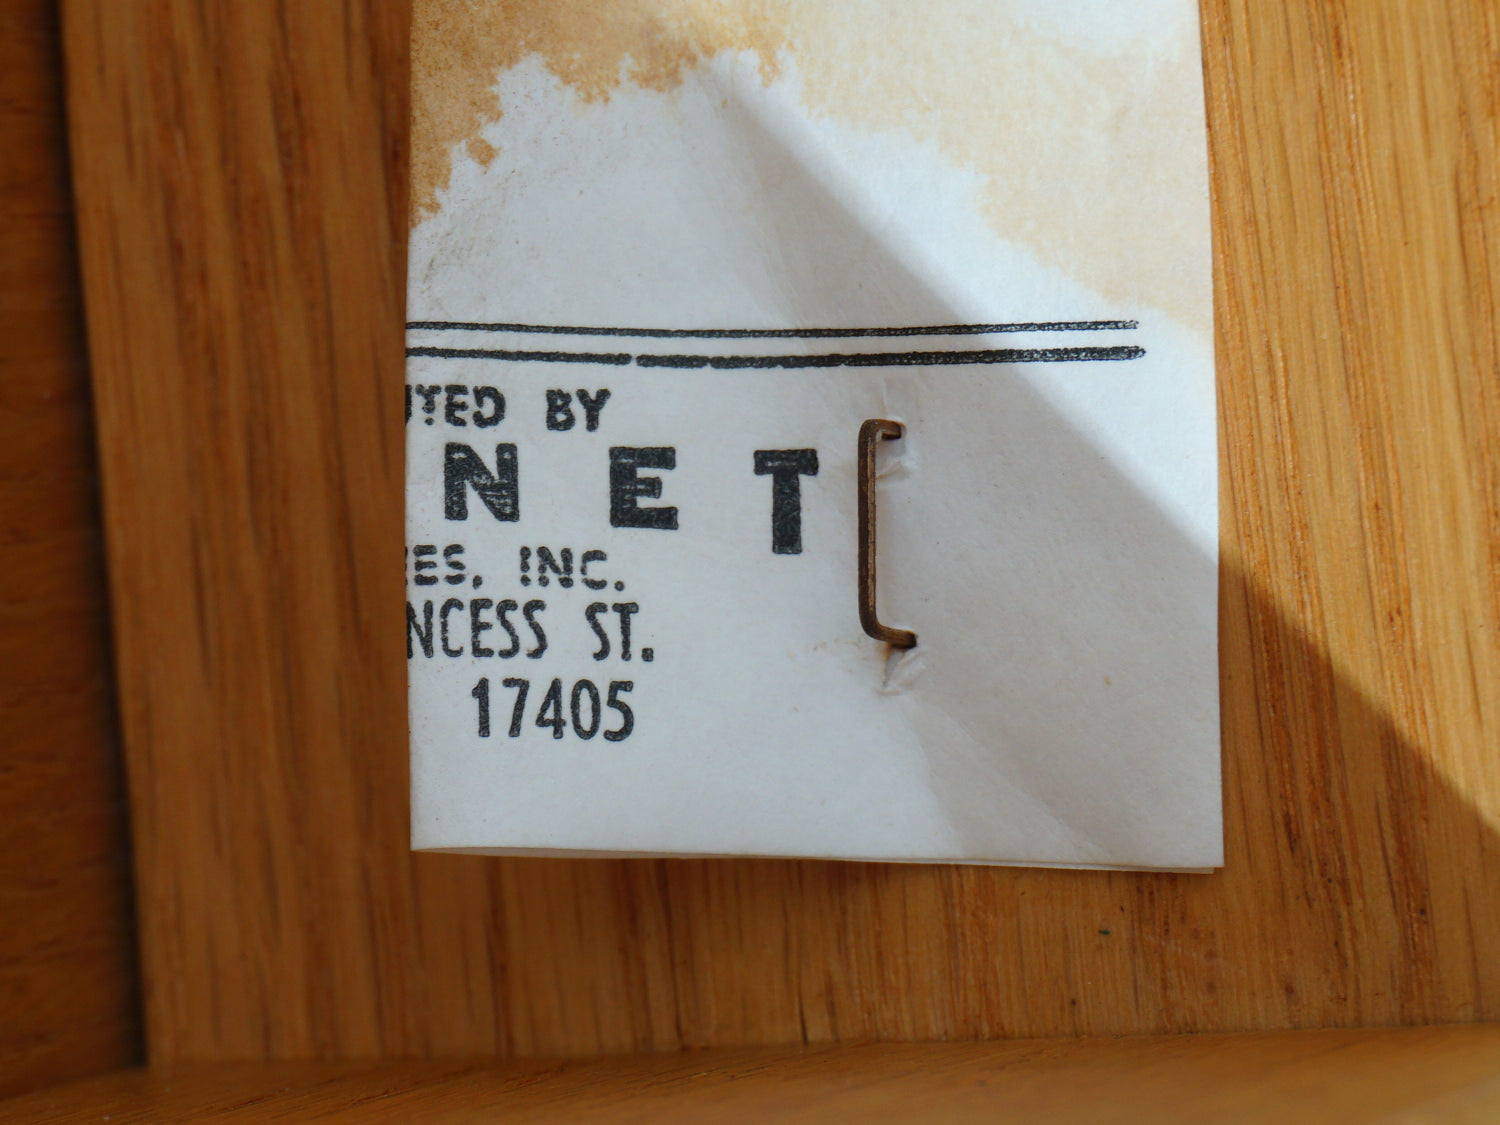 UTED BY
NET
ES, INC.
NCESS ST.
17405